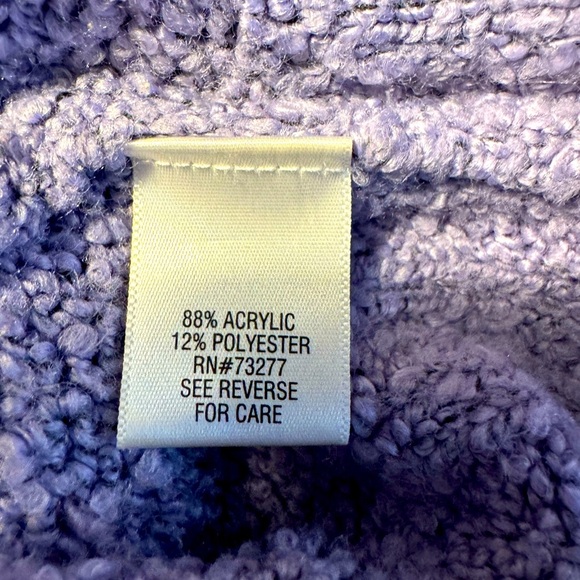 88% ACRYLIC
12% POLYESTER
RN#73277
SEE REVERSE
FOR CARE